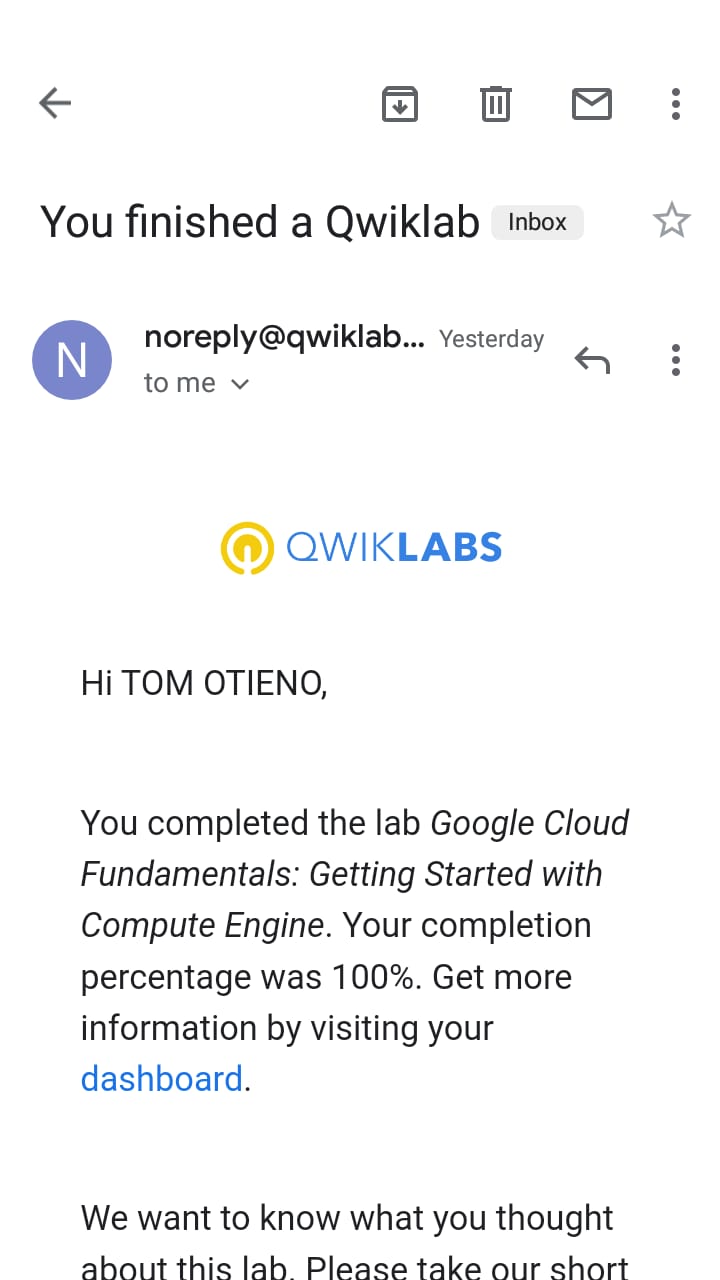 You finished a Qwiklab Inbox
N
noreply@qwiklab... Yesterday
to me
QWIKLABS
Hi TOM OTIENO,
You completed the lab Google Cloud
Fundamentals: Getting Started with
Compute Engine. Your completion
percentage was 100%. Get more
information by visiting your
dashboard.
We want to know what you thought
about this lab. Please take our short